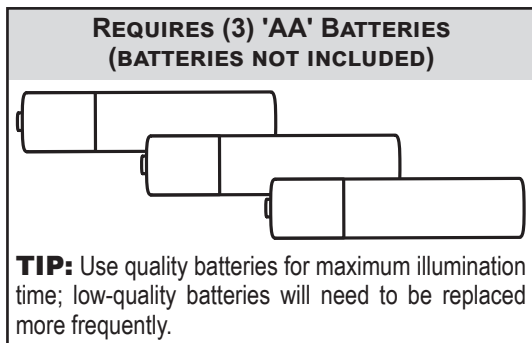 REQUIRES (3) 'AA' BATTERIES
(BATTERIES NOT INCLUDED)
TIP: Use quality batteries for maximum illumination
time; low-quality batteries will need to be replaced
more frequently.